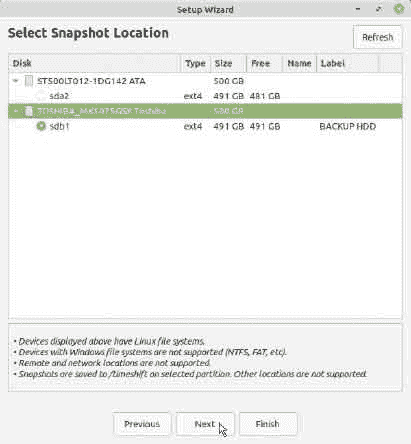 Setup Wizard
Select Snapshot Location
Refresh
Disk Type Size Free Name Label
ST500LT012-1DG142 ATA 500 GB
sda2 ext4 491 GB 481 GB
TOSHIBA_MK5075GSX Toshiba 500 GB
sdb1 ext4 491 GB 491 GB BACKUP HDD
• Devices displayed above have Linux file systems.
• Devices with Windows file systems are not supported (NTFS, FAT, etc).
• Remote and network locations are not supported.
• Snapshots are saved to /timeshift on selected partition. Other locations are not supported.
Previous Next Finish